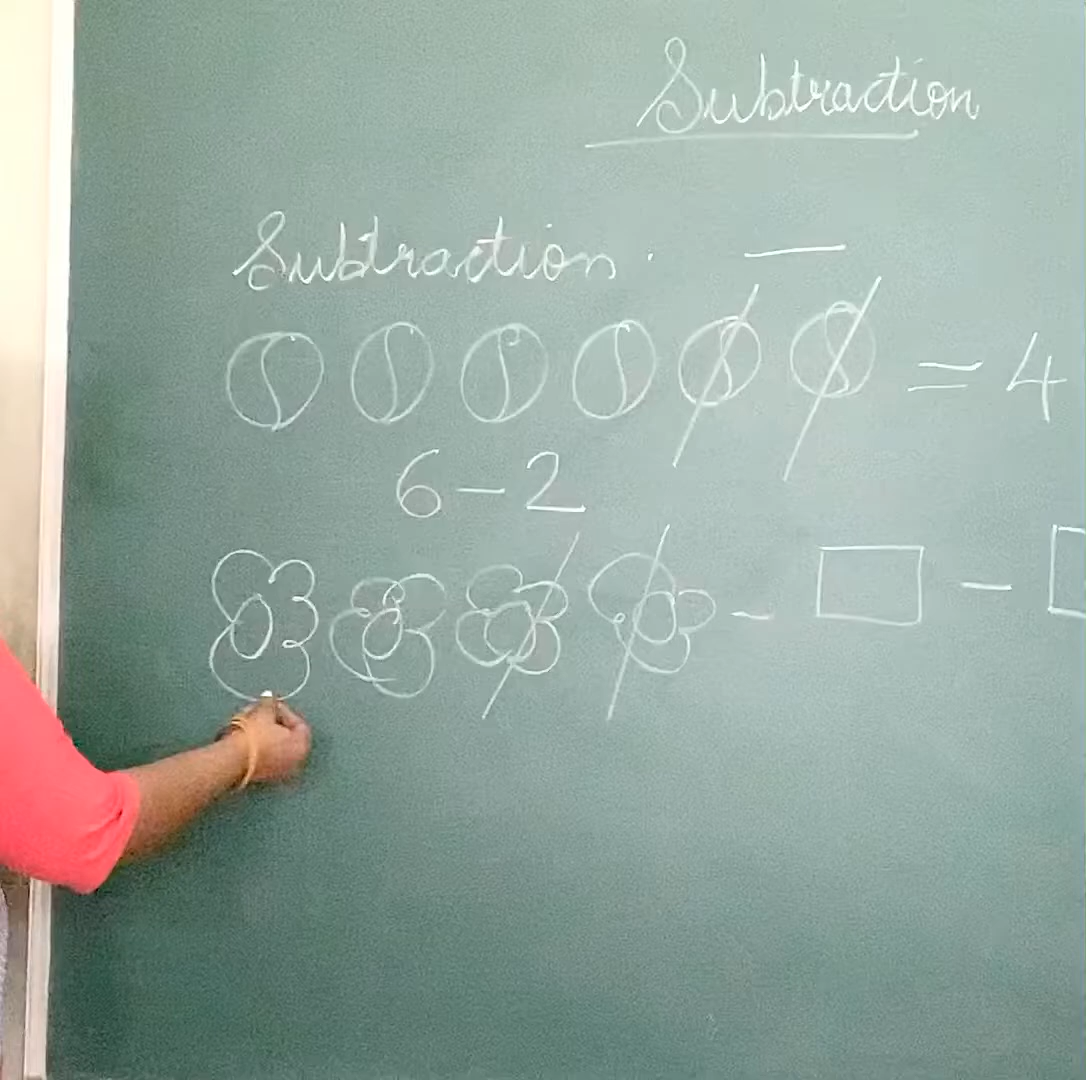 Subtraction
Subtraction. —
= 4
6 - 2
- -